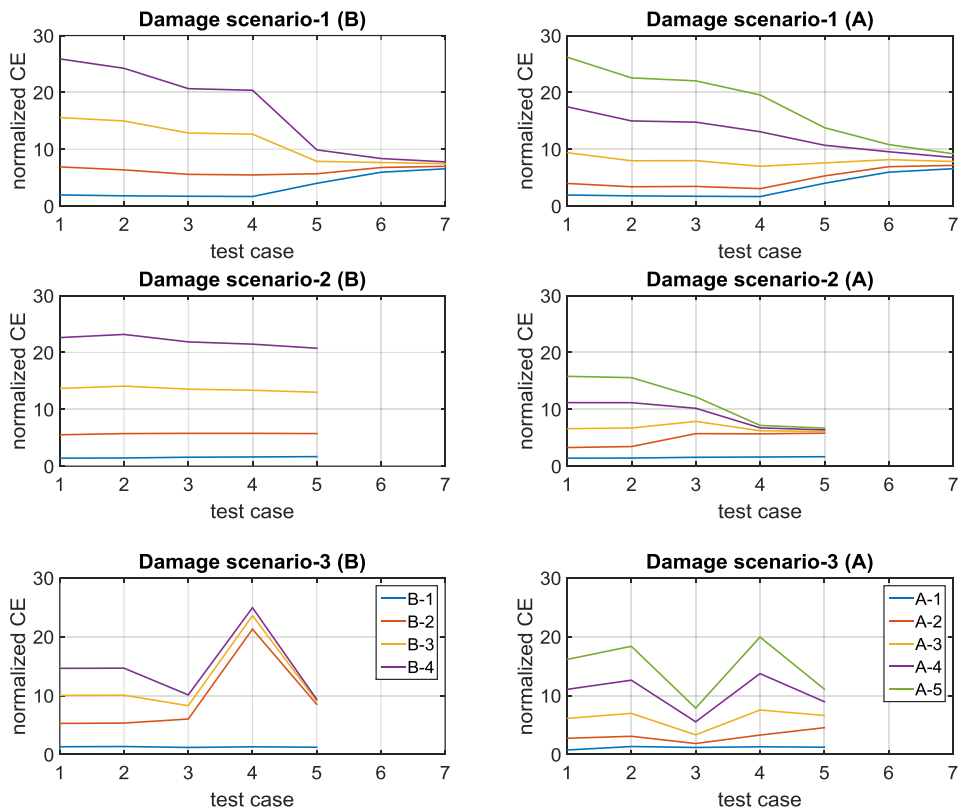 Damage scenario-1 (B)
normalized CE
30
20
10
0
1 2 3 4 5 6 7
test case
Damage scenario-1 (A)
normalized CE
30
20
10
0
1 2 3 4 5 6 7
test case
Damage scenario-2 (B)
normalized CE
30
20
10
0
1 2 3 4 5 6 7
test case
Damage scenario-2 (A)
normalized CE
30
20
10
0
1 2 3 4 5 6 7
test case
Damage scenario-3 (B)
normalized CE
30
20
10
0
B-1
B-2
B-3
B-4
1 2 3 4 5 6 7
test case
Damage scenario-3 (A)
normalized CE
30
20
10
0
A-1
A-2
A-3
A-4
A-5
1 2 3 4 5 6 7
test case